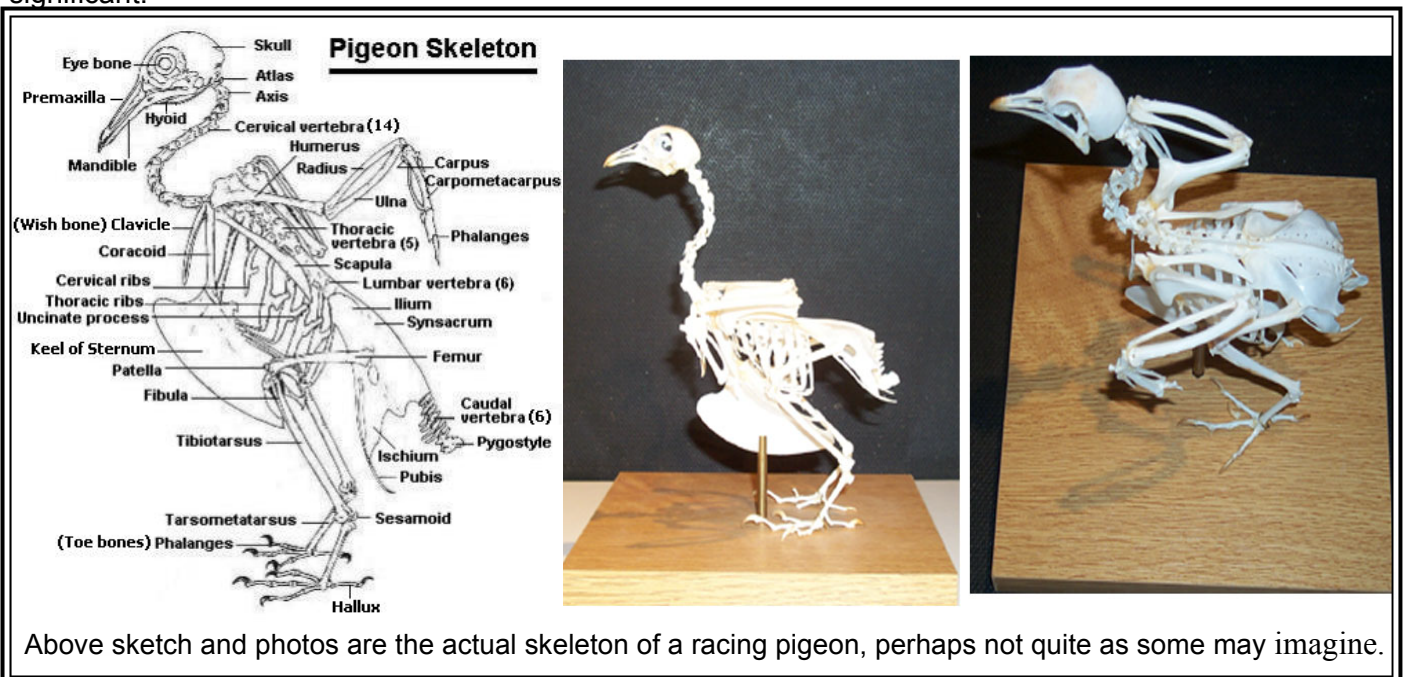 significant.
Pigeon Skeleton
Skull
Eye bone
Atlas
Premaxilla
Axis
Hyoid
Cervical vertebra (14)
Mandible
Humerus
Radius
Carpus
Carpometacarpus
Ulna
(Wish bone) Clavicle
Thoracic
vertebra (5)
Phalanges
Coracoid
Scapula
Cervical ribs
Lumbar vertebra (6)
Thoracic ribs
Ilium
Uncinate process
Synsacrum
Keel of Sternum
Femur
Patella
Fibula
Caudal
vertebra (6)
Tibiotarsus
Pygostyle
Ischium
Pubis
Tarsometatarsus
Sesamoid
(Toe bones) Phalanges
Hallux
Above sketch and photos are the actual skeleton of a racing pigeon, perhaps not quite as some may imagine.